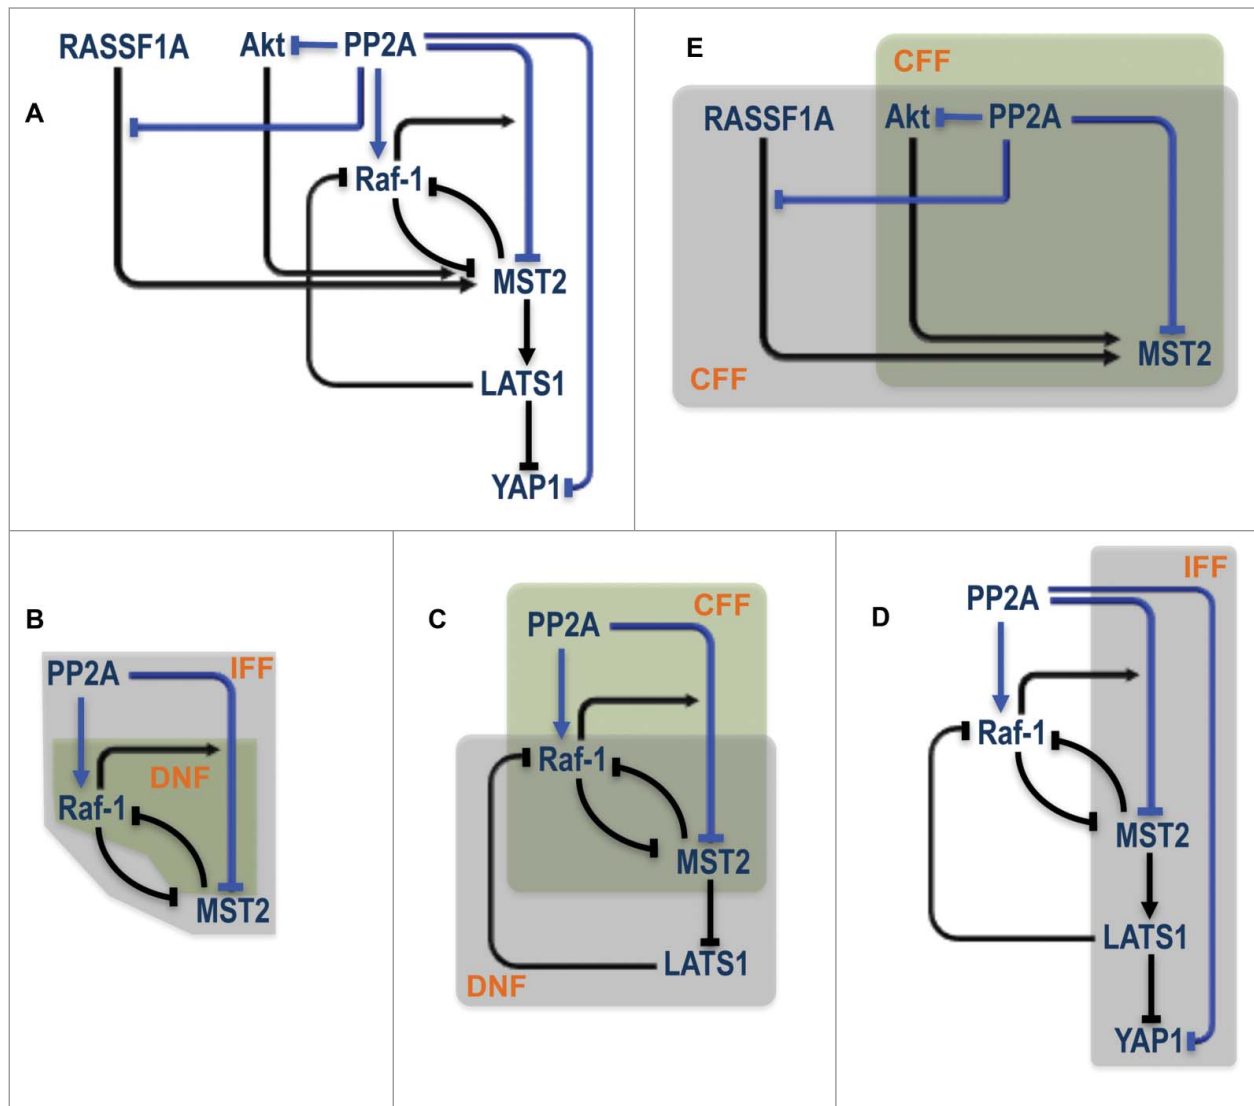 A
RASSF1A
Akt
PP2A
Raf-1
MST2
LATS1
YAP1
E
CFF
RASSF1A
Akt
PP2A
MST2
CFF
B
PP2A
IFF
DNF
Raf-1
MST2
C
CFF
PP2A
Raf-1
MST2
LATS1
DNF
D
IFF
PP2A
Raf-1
MST2
LATS1
YAP1